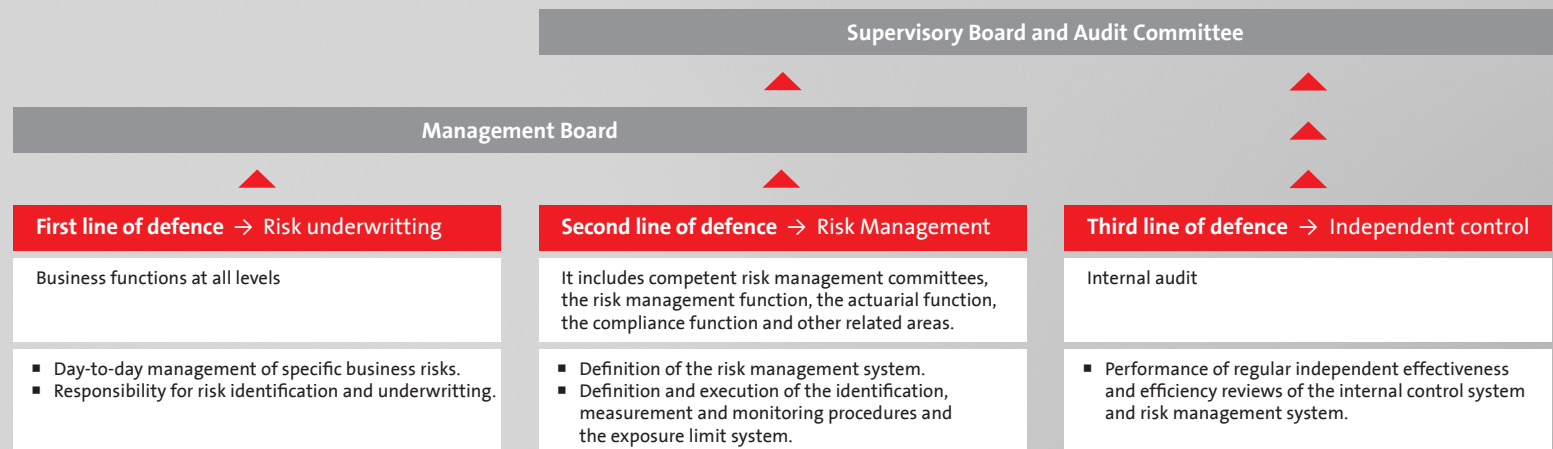 Supervisory Board and Audit Committee
Management Board
First line of defence → Risk underwritting
Business functions at all levels
▪ Day-to-day management of specific business risks.
▪ Responsibility for risk identification and underwritting.
Second line of defence → Risk Management
It includes competent risk management committees,
the risk management function, the actuarial function,
the compliance function and other related areas.
▪ Definition of the risk management system.
▪ Definition and execution of the identification,
measurement and monitoring procedures and
the exposure limit system.
Third line of defence → Independent control
Internal audit
▪ Performance of regular independent effectiveness
and efficiency reviews of the internal control system
and risk management system.